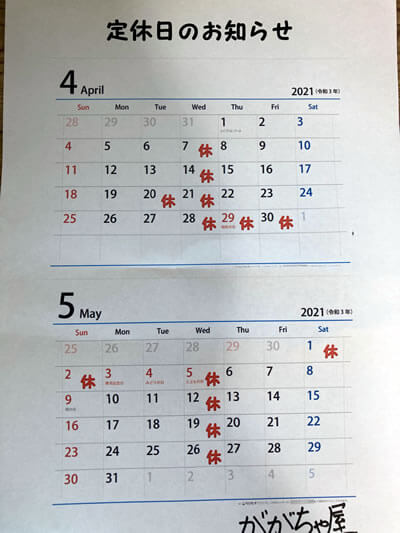 定休日のお知らせ
4 April 2021 (令和3年)
Sun Mon Tue Wed Thu Fri Sat
28 29 30 31 1 2 3
4 5 6 7 休 8 9 10
11 12 13 14 休 15 16 17
18 19 20 休 21 休 22 23 24
25 26 27 28 休 29 休 30 休 1
5 May 2021 (令和3年)
Sun Mon Tue Wed Thu Fri Sat
25 26 27 28 29 30 1 休
2 休 3 4 5 休 6 7 8
9 10 11 12 休 13 14 15
16 17 18 19 休 20 21 22
23 24 25 26 休 27 28 29
30 31 1 2 3 4 5
ががちゃ屋